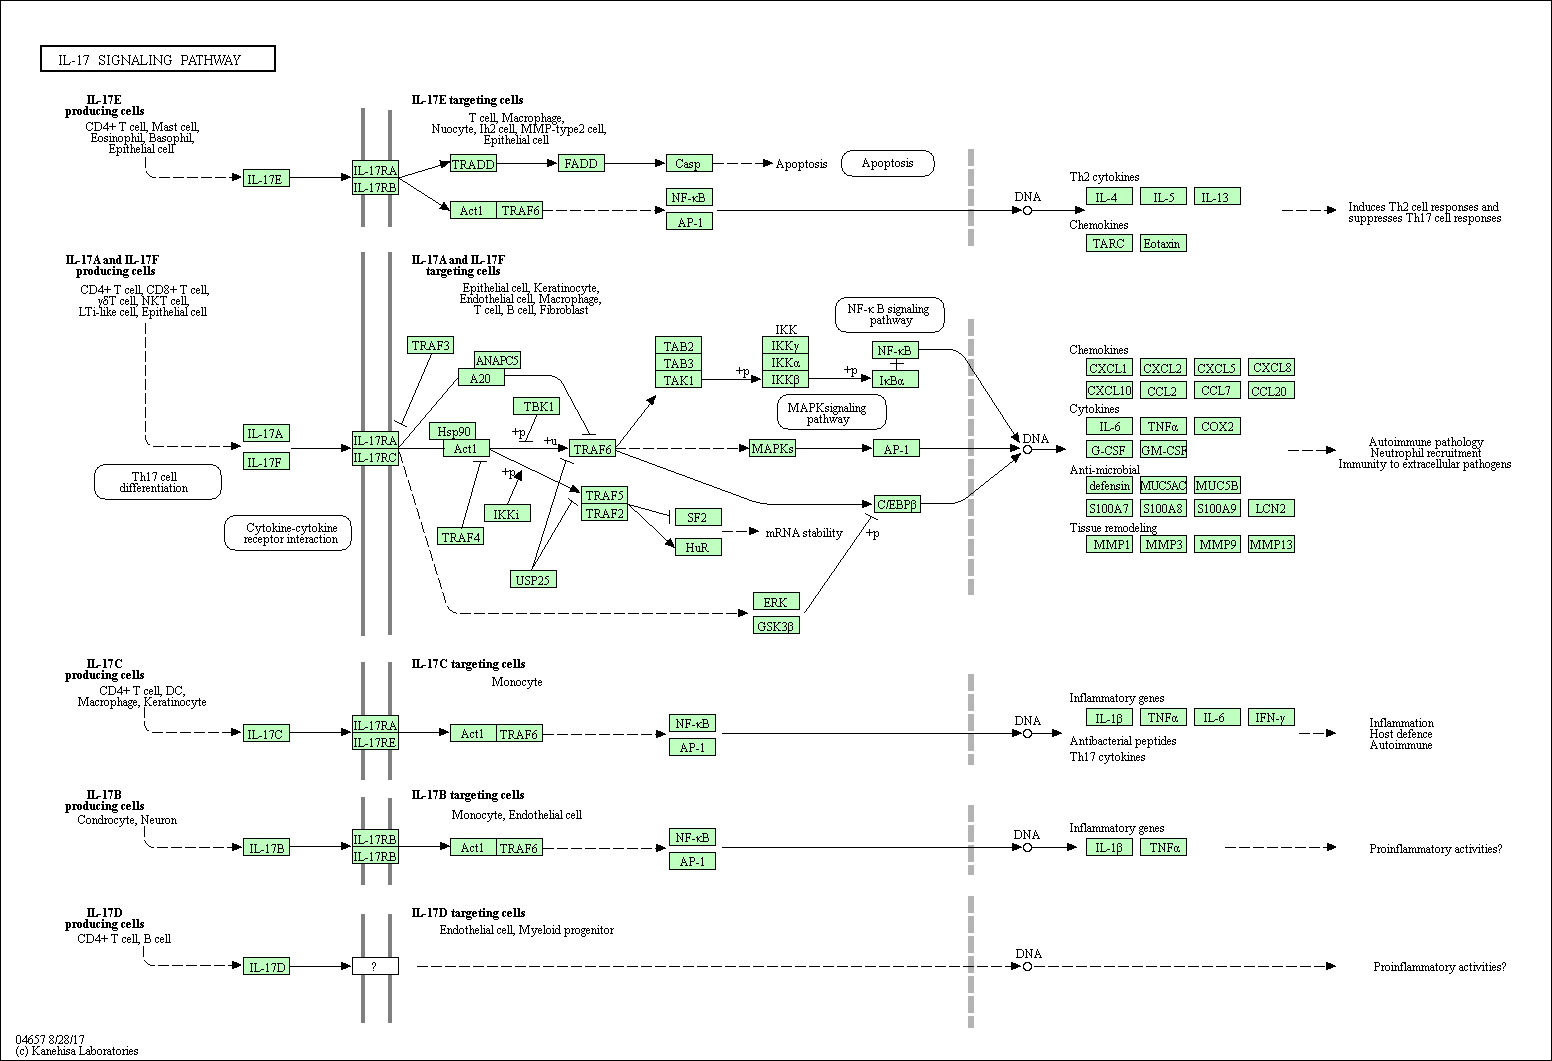 IL-17 SIGNALING PATHWAY
IL-17E
producing cells
CD4+ T cell, Mast cell,
Eosinophil, Basophil,
Epithelial cell
IL-17E
IL-17RA
IL-17RB
IL-17E targeting cells
T cell, Macrophage,
Nuocyte, Ih2 cell, MMP-type2 cell,
Epithelial cell
TRADD
FADD
Casp
Apoptosis
Apoptosis
Act1
TRAF6
NF-κB
AP-1
DNA
Th2 cytokines
IL-4
IL-5
IL-13
Chemokines
TARC
Eotaxin
Induces Th2 cell responses and
suppresses Th17 cell responses
IL-17A and IL-17F
producing cells
CD4+ T cell, CD8+ T cell,
γδT cell, NKT cell,
LTi-like cell, Epithelial cell
IL-17A
IL-17F
Th17 cell
differentiation
Cytokine-cytokine
receptor interaction
IL-17RA
IL-17RC
IL-17A and IL-17F
targeting cells
Epithelial cell, Keratinocyte,
Endothelial cell, Macrophage,
T cell, B cell, Fibroblast
TRAF3
ANAPC5
A20
TBK1
Hsp90
Act1
+p
+u
TRAF6
+p
IKKi
TRAF4
USP25
TRAF5
TRAF2
SF2
HuR
mRNA stability
TAB2
TAB3
TAK1
+p
IKK
IKKγ
IKKα
IKKβ
+p
NF-κB
IκBα
NF-κ B signaling
pathway
MAPKsignaling
pathway
MAPKs
AP-1
C/EBPβ
+p
ERK
GSK3β
DNA
Chemokines
CXCL1
CXCL2
CXCL5
CXCL8
CXCL10
CCL2
CCL7
CCL20
Cytokines
IL-6
TNFα
COX2
G-CSF
GM-CSF
Anti-microbial
defensin
MUC5AC
MUC5B
S100A7
S100A8
S100A9
LCN2
Tissue remodeling
MMP1
MMP3
MMP9
MMP13
Autoimmune pathology
Neutrophil recruitment
Immunity to extracellular pathogens
IL-17C
producing cells
CD4+ T cell, DC,
Macrophage, Keratinocyte
IL-17C
IL-17RA
IL-17RE
IL-17C targeting cells
Monocyte
Act1
TRAF6
NF-κB
AP-1
DNA
Inflammatory genes
IL-1β
TNFα
IL-6
IFN-γ
Antibacterial peptides
Th17 cytokines
Inflammation
Host defence
Autoimmune
IL-17B
producing cells
Condrocyte, Neuron
IL-17B
IL-17RB
IL-17RB
IL-17B targeting cells
Monocyte, Endothelial cell
Act1
TRAF6
NF-κB
AP-1
DNA
Inflammatory genes
IL-1β
TNFα
Proinflammatory activities?
IL-17D
producing cells
CD4+ T cell, B cell
IL-17D
?
IL-17D targeting cells
Endothelial cell, Myeloid progenitor
DNA
Proinflammatory activities?
04657 8/28/17
(c) Kanehisa Laboratories